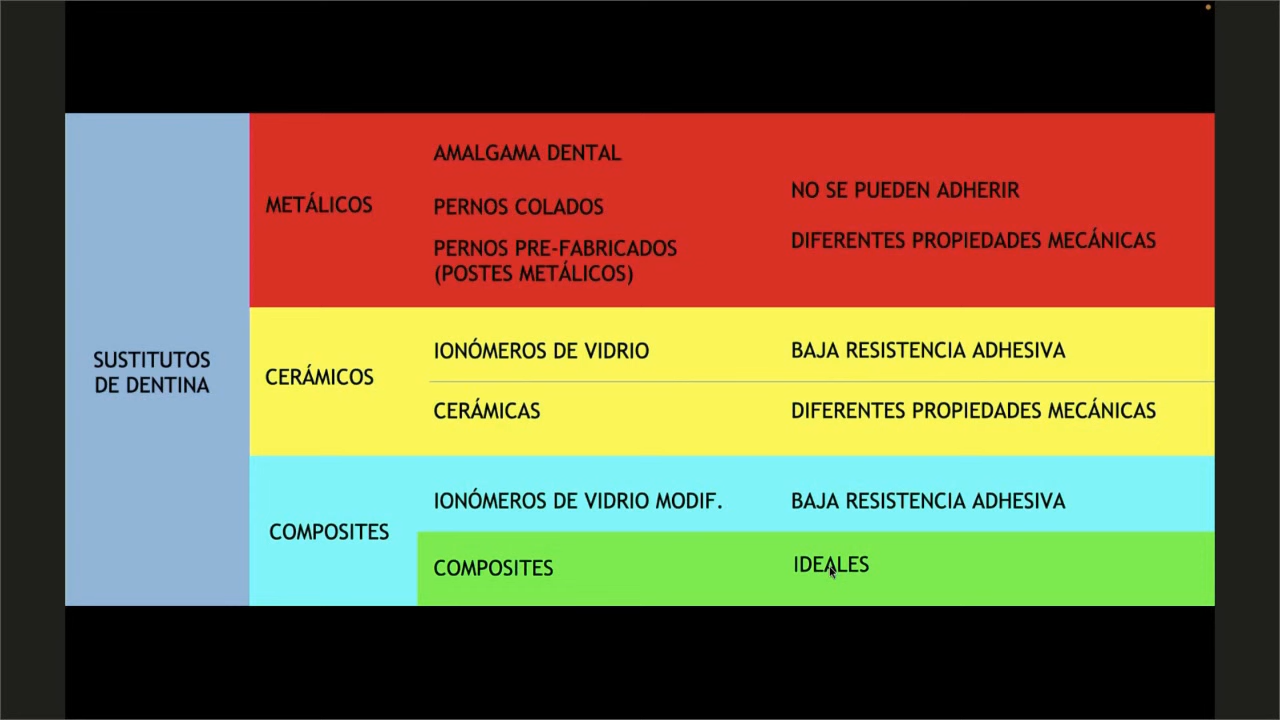 SUSTITUTOS
DE DENTINA
METÁLICOS
AMALGAMA DENTAL
PERNOS COLADOS
PERNOS PRE-FABRICADOS
(POSTES METÁLICOS)
NO SE PUEDEN ADHERIR
DIFERENTES PROPIEDADES MECÁNICAS
CERÁMICOS
IONÓMEROS DE VIDRIO
BAJA RESISTENCIA ADHESIVA
CERÁMICAS
DIFERENTES PROPIEDADES MECÁNICAS
COMPOSITES
IONÓMEROS DE VIDRIO MODIF.
BAJA RESISTENCIA ADHESIVA
COMPOSITES
IDEALES